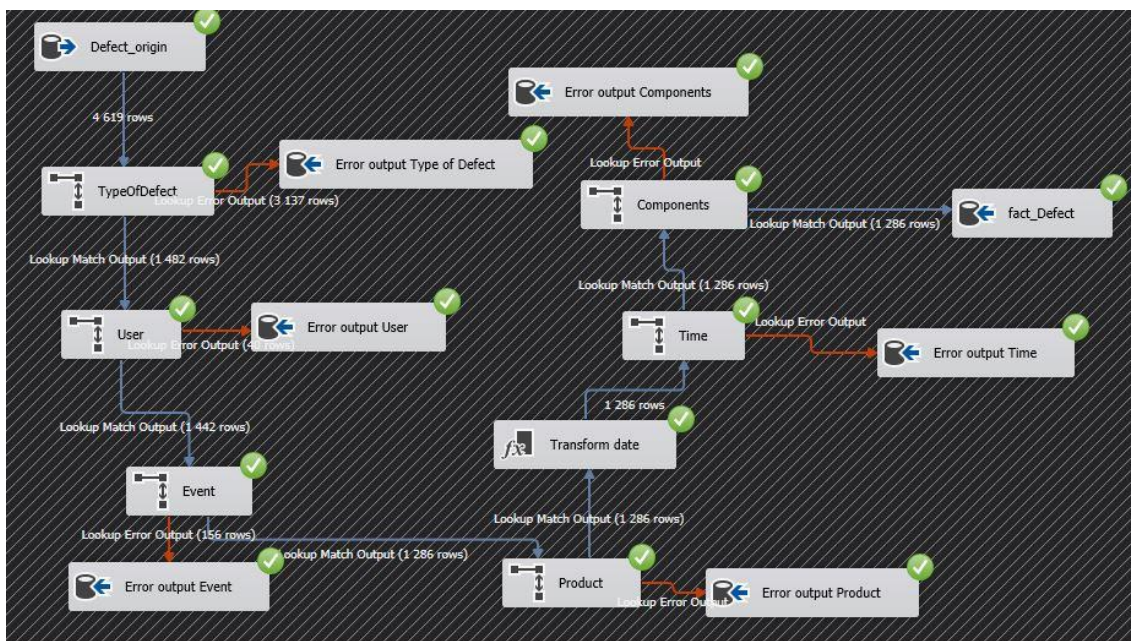 Defect_origin
4 619 rows
TypeOfDefect
Lookup Error Output (3 137 rows)
Error output Type of Defect
Lookup Match Output (1 482 rows)
User
Lookup Error Output (40 rows)
Error output User
Lookup Match Output (1 442 rows)
Event
Lookup Error Output (156 rows)
Error output Event
Lookup Match Output (1 286 rows)
Product
Lookup Error Output
Error output Product
Lookup Match Output (1 286 rows)
fx
Transform date
1 286 rows
Time
Lookup Error Output
Error output Time
Lookup Match Output (1 286 rows)
Components
Lookup Error Output
Error output Components
Lookup Match Output (1 286 rows)
fact_Defect